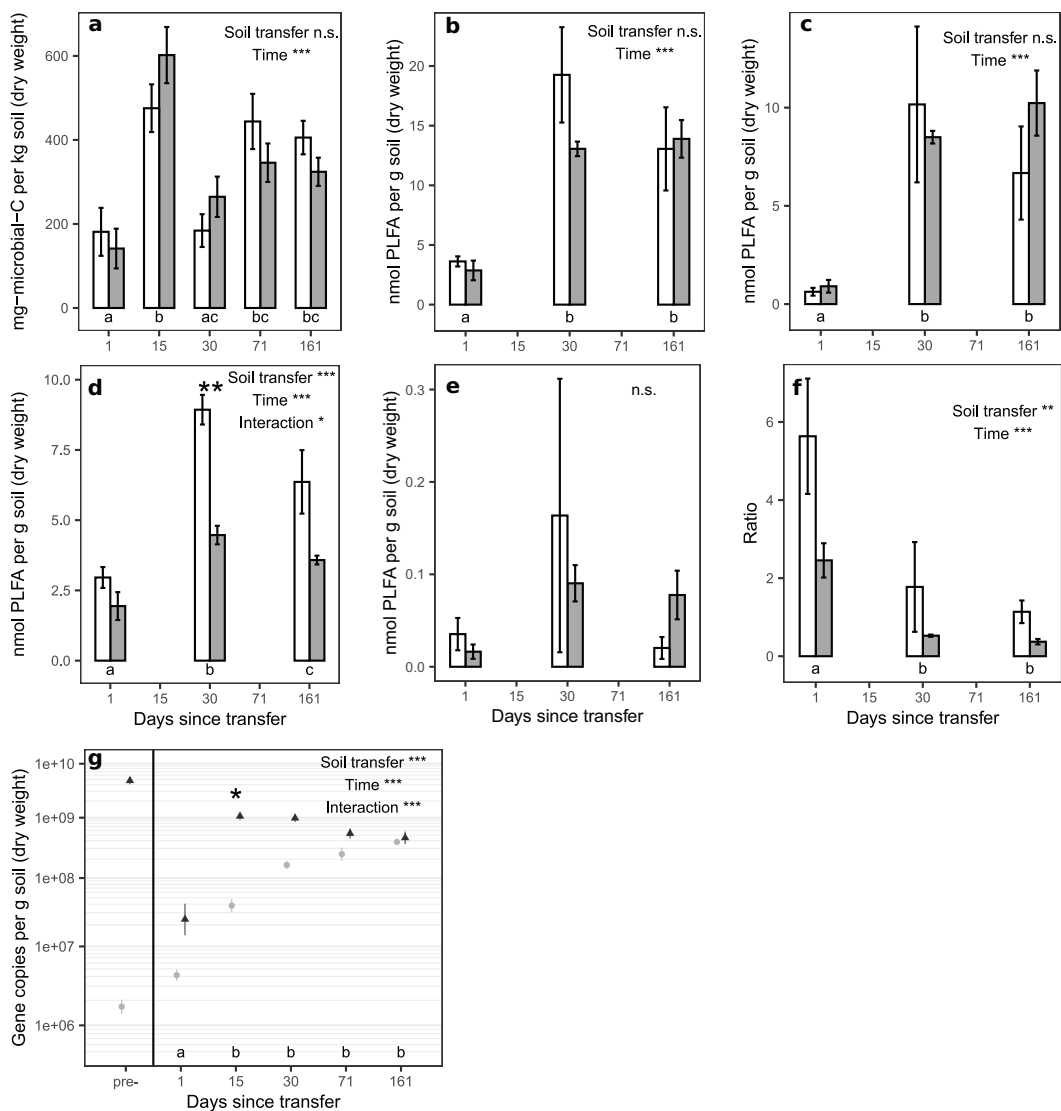 a
Soil transfer n.s.
Time ***
mg−microbial−C per kg soil (dry weight)
600
400
200
0
a
b
ac
bc
bc
1
15
30
71
161
b
Soil transfer n.s.
Time ***
nmol PLFA per g soil (dry weight)
20
15
10
5
0
a
b
b
1
15
30
71
161
c
Soil transfer n.s.
Time ***
nmol PLFA per g soil (dry weight)
10
5
0
a
b
b
1
15
30
71
161
d
**
Soil transfer ***
Time ***
Interaction *
nmol PLFA per g soil (dry weight)
10.0
7.5
5.0
2.5
0.0
a
b
c
1
15
30
71
161
Days since transfer
e
n.s.
nmol PLFA per g soil (dry weight)
0.3
0.2
0.1
0.0
1
15
30
71
161
Days since transfer
f
Soil transfer **
Time ***
Ratio
6
4
2
0
a
b
b
1
15
30
71
161
Days since transfer
g
Soil transfer ***
Time ***
Interaction ***
*
Gene copies per g soil (dry weight)
1e+10
1e+09
1e+08
1e+07
1e+06
a
b
b
b
b
pre-
1
15
30
71
161
Days since transfer